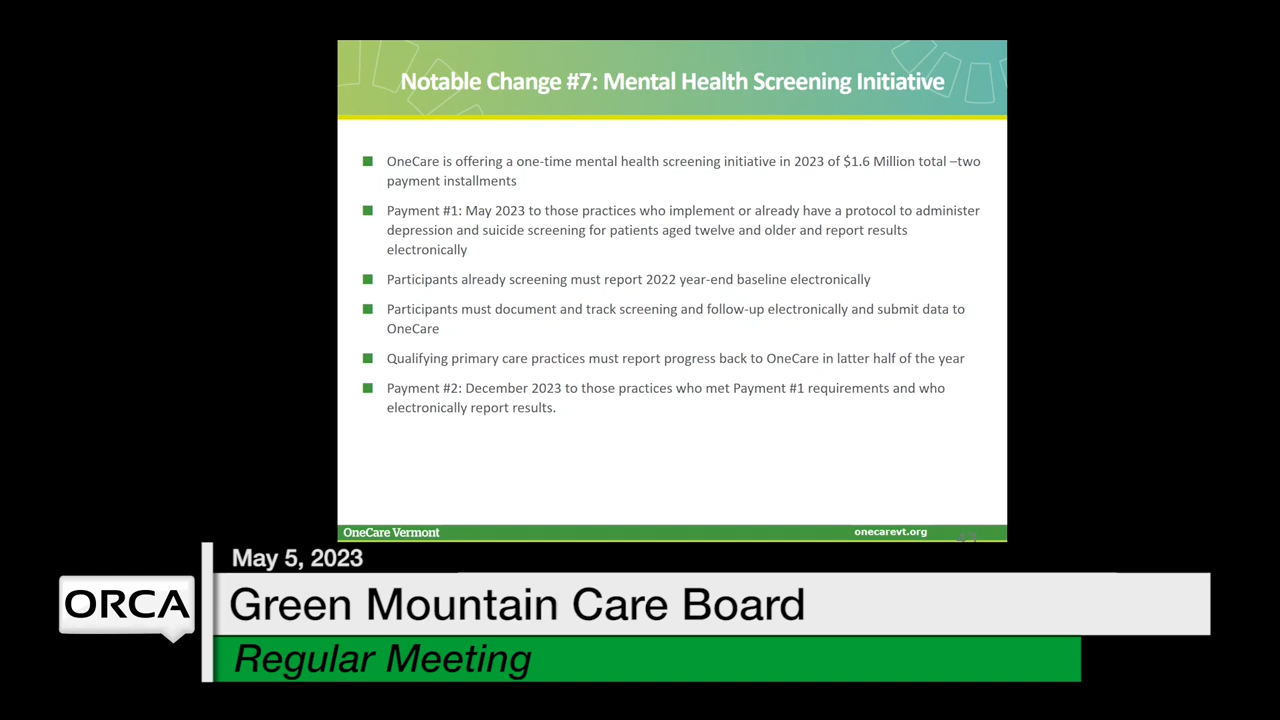 Notable Change #7: Mental Health Screening Initiative
OneCare is offering a one-time mental health screening initiative in 2023 of $1.6 Million total –two
payment installments
Payment #1: May 2023 to those practices who implement or already have a protocol to administer
depression and suicide screening for patients aged twelve and older and report results
electronically
Participants already screening must report 2022 year-end baseline electronically
Participants must document and track screening and follow-up electronically and submit data to
OneCare
Qualifying primary care practices must report progress back to OneCare in latter half of the year
Payment #2: December 2023 to those practices who met Payment #1 requirements and who
electronically report results.
OneCare Vermont
onecarevt.org
May 5, 2023
ORCA
Green Mountain Care Board
Regular Meeting